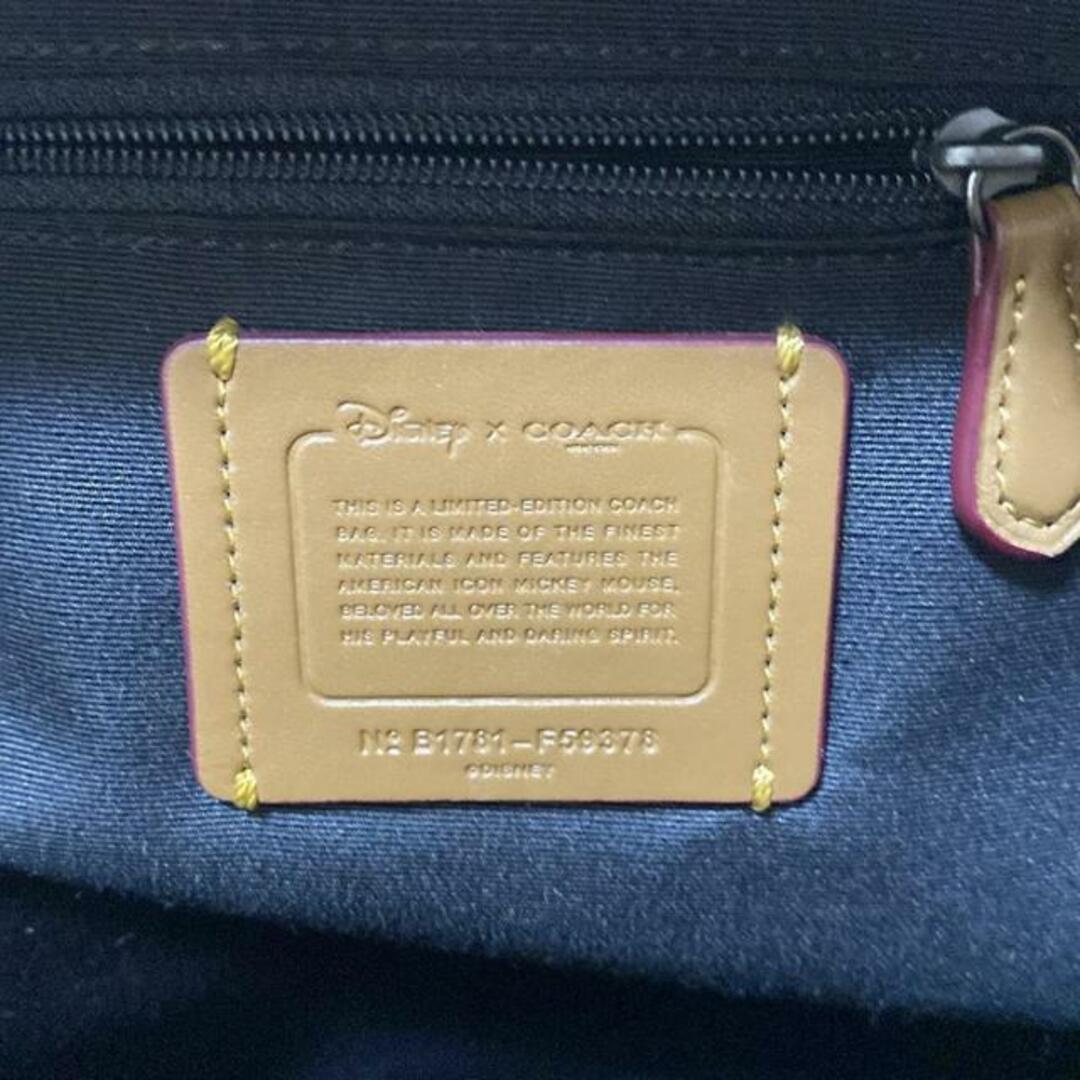 Disney x COACH
THIS IS A LIMITED-EDITION COACH
BAG. IT IS MADE OF THE FINEST
MATERIALS AND FEATURES THE
AMERICAN ICON MICKEY MOUSE,
BELOVED ALL OVER THE WORLD FOR
HIS PLAYFUL AND DARING SPIRIT.
Nº B1781-F59378
©DISNEY